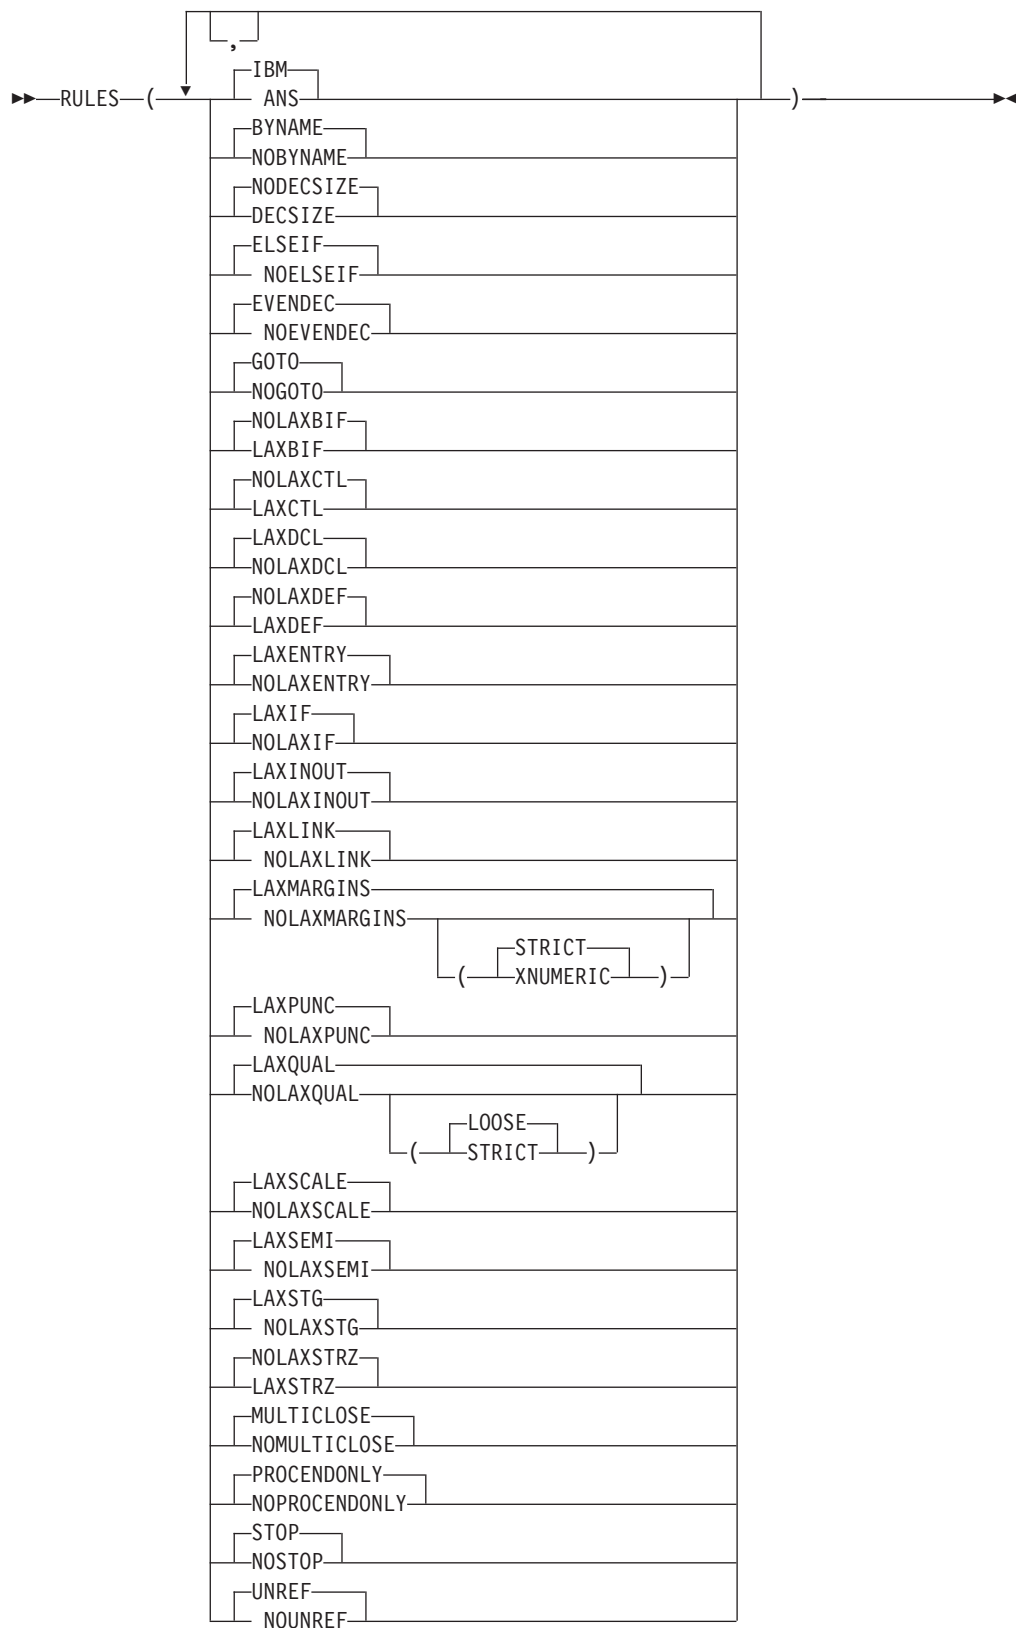 ,
IBM
RULES ( ANS )
BYNAME
NOBYNAME
NODECSIZE
DECSIZE
ELSEIF
NOELSEIF
EVENDEC
NOEVENDEC
GOTO
NOGOTO
NOLAXBIF
LAXBIF
NOLAXCTL
LAXCTL
LAXDCL
NOLAXDCL
NOLAXDEF
LAXDEF
LAXENTRY
NOLAXENTRY
LAXIF
NOLAXIF
LAXINOUT
NOLAXINOUT
LAXLINK
NOLAXLINK
LAXMARGINS
NOLAXMARGINS
STRICT
( XNUMERIC )
LAXPUNC
NOLAXPUNC
LAXQUAL
NOLAXQUAL
LOOSE
( STRICT )
LAXSCALE
NOLAXSCALE
LAXSEMI
NOLAXSEMI
LAXSTG
NOLAXSTG
NOLAXSTRZ
LAXSTRZ
MULTICLOSE
NOMULTICLOSE
PROCENDONLY
NOPROCENDONLY
STOP
NOSTOP
UNREF
NOUNREF